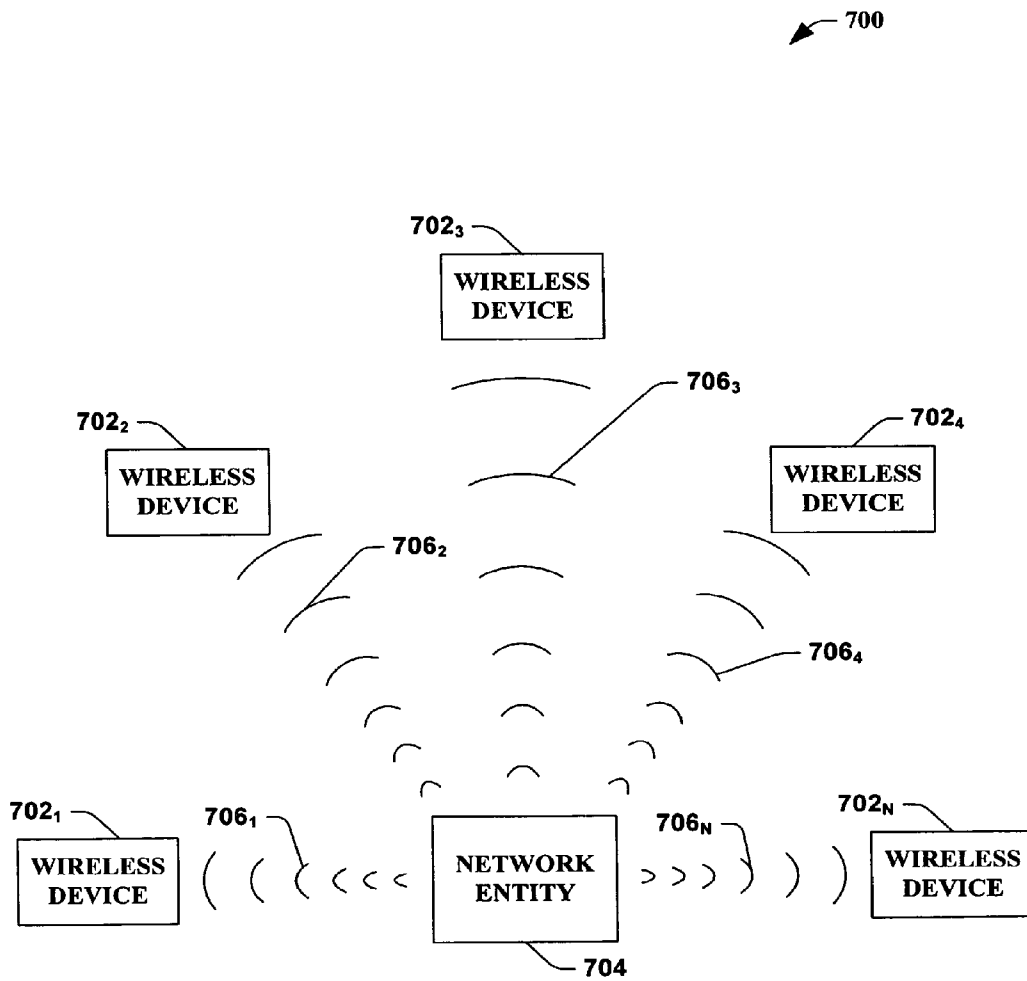 700
702₃
WIRELESS
DEVICE
706₃
702₂
WIRELESS
DEVICE
702₄
WIRELESS
DEVICE
706₂
706₄
702₁
WIRELESS
DEVICE
706₁
NETWORK
ENTITY
706N
702N
WIRELESS
DEVICE
704